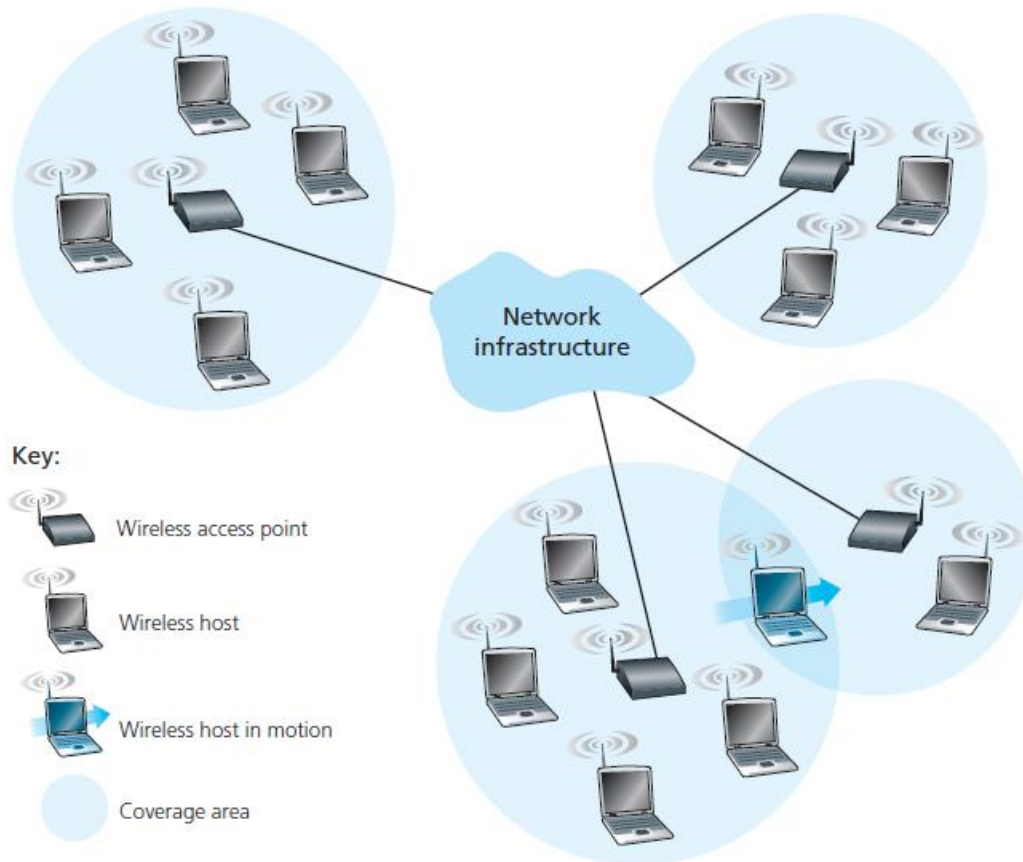 Network
infrastructure
Key:
Wireless access point
Wireless host
Wireless host in motion
Coverage area